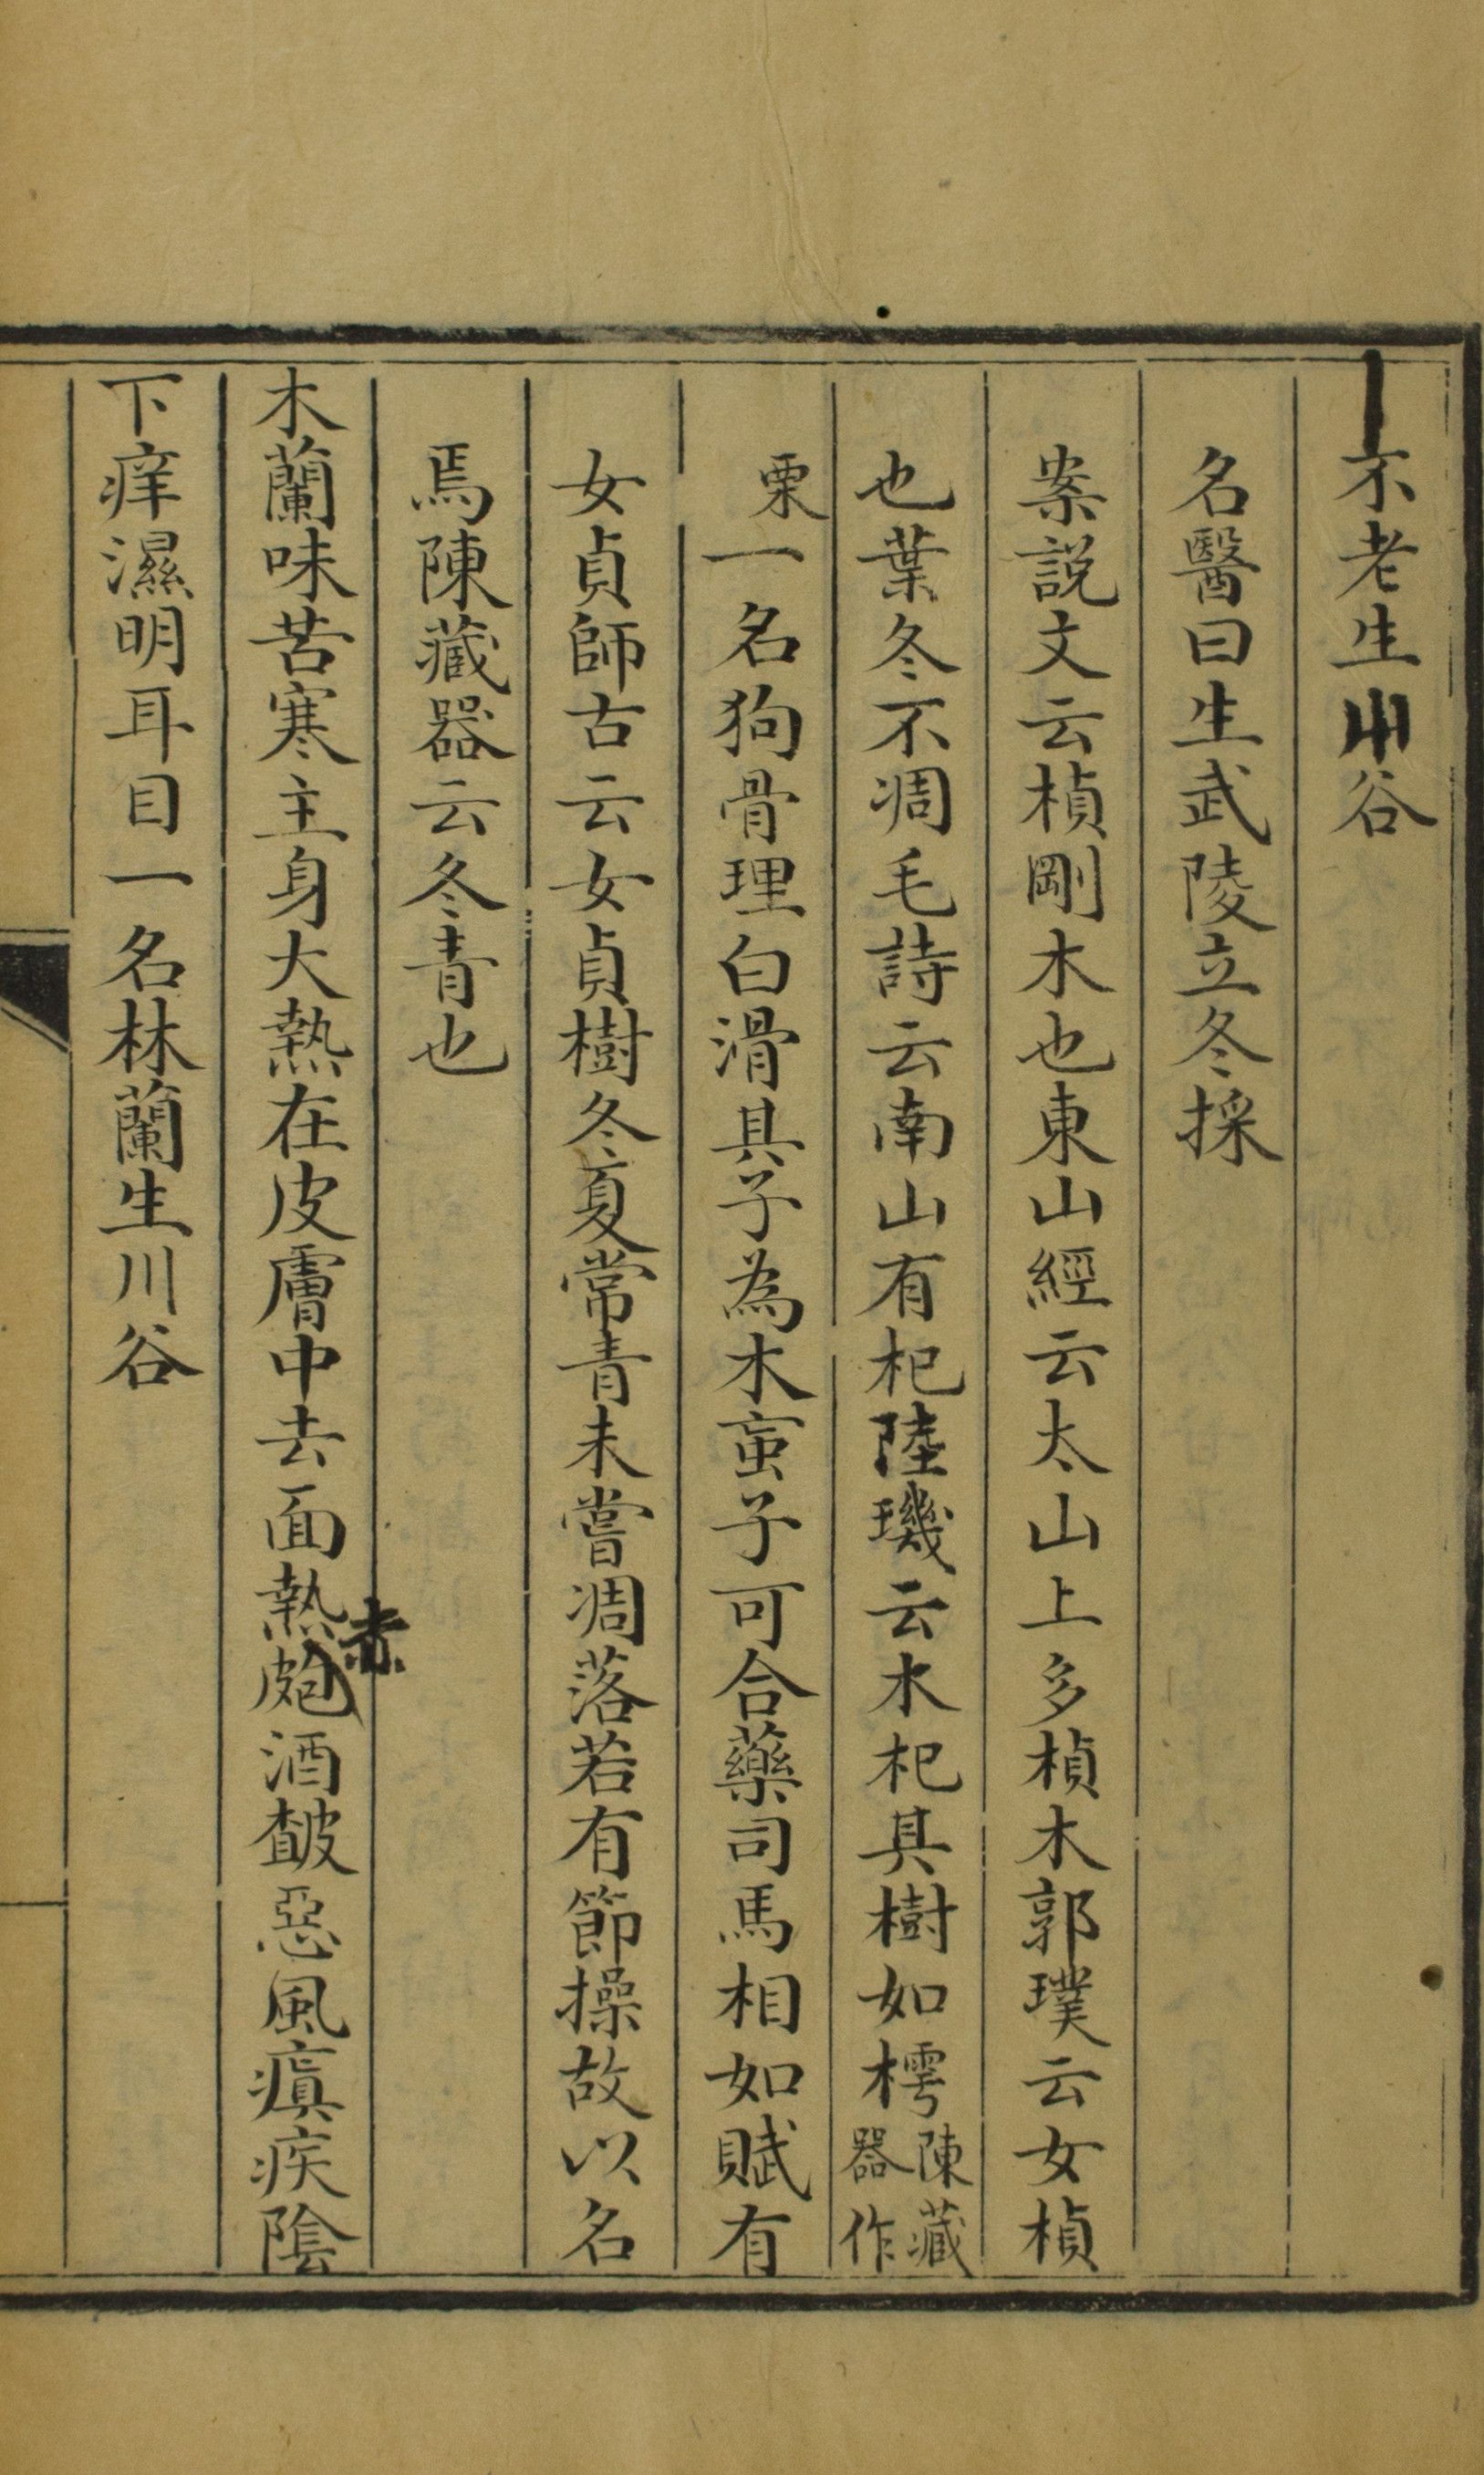 不老生山谷
名醫曰生武陵立冬採
案説文云楨剛木也東山經云太山上多楨木郭璞云女楨
也葉冬不凋毛詩云南山有杞陸璣云木杞其樹如樗陳藏器作
栗一名狗骨理白滑其子為木䖟子可合藥司馬相如賦有
女貞師古云女貞樹冬夏常青未嘗凋落若有節操故以名
焉陳藏器云冬青也
木蘭味苦寒主身大熱在皮膚中去面熱赤皰酒皶惡風瘨疾陰
下痒濕明耳目一名林蘭生川谷